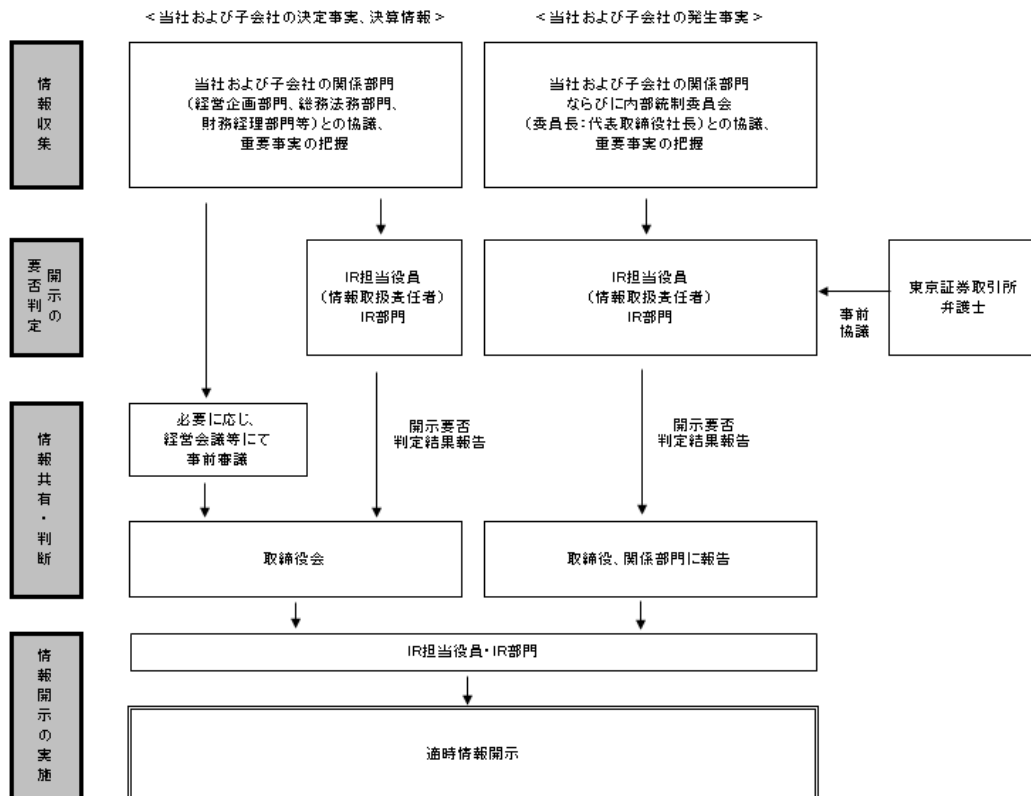 ＜当社および子会社の決定事実、決算情報＞
＜当社および子会社の発生事実＞
情報収集
当社および子会社の関係部門
（経営企画部門、総務法務部門、
財務経理部門等）との協議、
重要事実の把握
当社および子会社の関係部門
ならびに内部統制委員会
（委員長：代表取締役社長）との協議、
重要事実の把握
開示の
要否判定
IR担当役員
（情報取扱責任者）
IR部門
IR担当役員
（情報取扱責任者）
IR部門
事前
協議
東京証券取引所
弁護士
情報共有・判断
必要に応じ、
経営会議等にて
事前審議
開示要否
判定結果報告
開示要否
判定結果報告
取締役会
取締役、関係部門に報告
情報開示の実施
IR担当役員・IR部門
適時情報開示